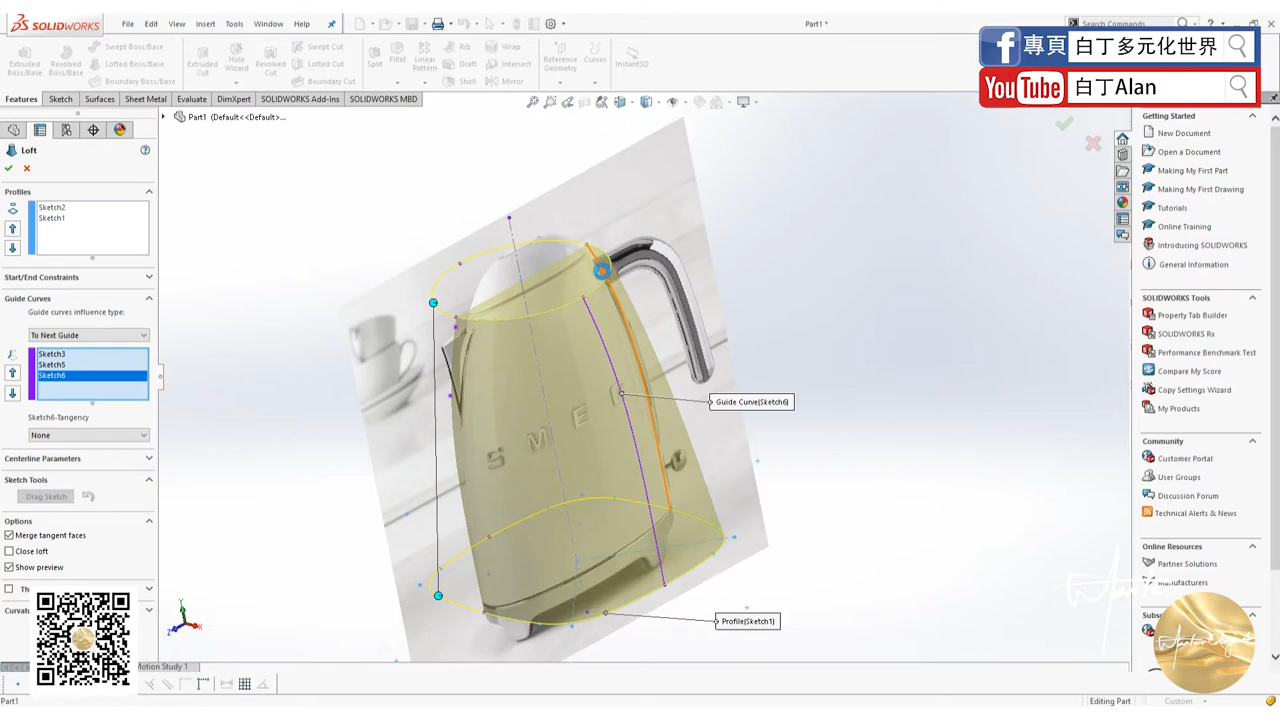 SOLIDWORKS
File
Edit
View
Insert
Tools
Window
Help
Part1 *
Search Commands
專頁
白丁多元化世界
YouTube
白丁Alan
Extruded Boss/Base
Revolved Boss/Base
Swept Boss/Base
Lofted Boss/Base
Boundary Boss/Base
Extruded Cut
Hole Wizard
Revolved Cut
Swept Cut
Lofted Cut
Boundary Cut
Split
Fillet
Linear Pattern
Rib
Draft
Shell
Wrap
Intersect
Mirror
Reference Geometry
Curves
Instant3D
Features
Sketch
Surfaces
Sheet Metal
Evaluate
DimXpert
SOLIDWORKS Add-Ins
SOLIDWORKS MBD
Part1 (Default<<Default>...
Loft
Profiles
Sketch2
Sketch1
Start/End Constraints
Guide Curves
Guide curves influence type:
To Next Guide
Sketch3
Sketch5
Sketch6
Sketch6-Tangency
None
Centerline Parameters
Sketch Tools
Drag Sketch
Options
Merge tangent faces
Close loft
Show preview
Motion Study 1
Part1
SMEG
Guide Curve(Sketch6)
Profile(Sketch1)
Getting Started
New Document
Open a Document
Making My First Part
Making My First Drawing
Tutorials
Online Training
Introducing SOLIDWORKS
General Information
SOLIDWORKS Tools
Property Tab Builder
SOLIDWORKS Rx
Performance Benchmark Test
Compare My Score
Copy Settings Wizard
My Products
Community
Customer Portal
User Groups
Discussion Forum
Technical Alerts & News
Online Resources
Partner Solutions
Manufacturers
Editing Part
Custom